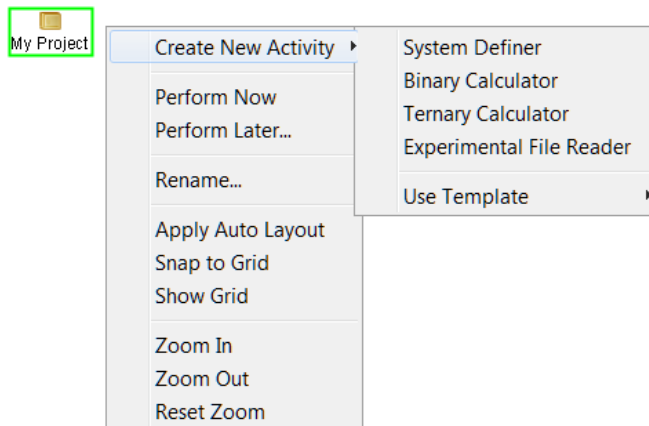 My Project
Create New Activity
Perform Now
Perform Later...
Rename...
Apply Auto Layout
Snap to Grid
Show Grid
Zoom In
Zoom Out
Reset Zoom
System Definer
Binary Calculator
Ternary Calculator
Experimental File Reader
Use Template